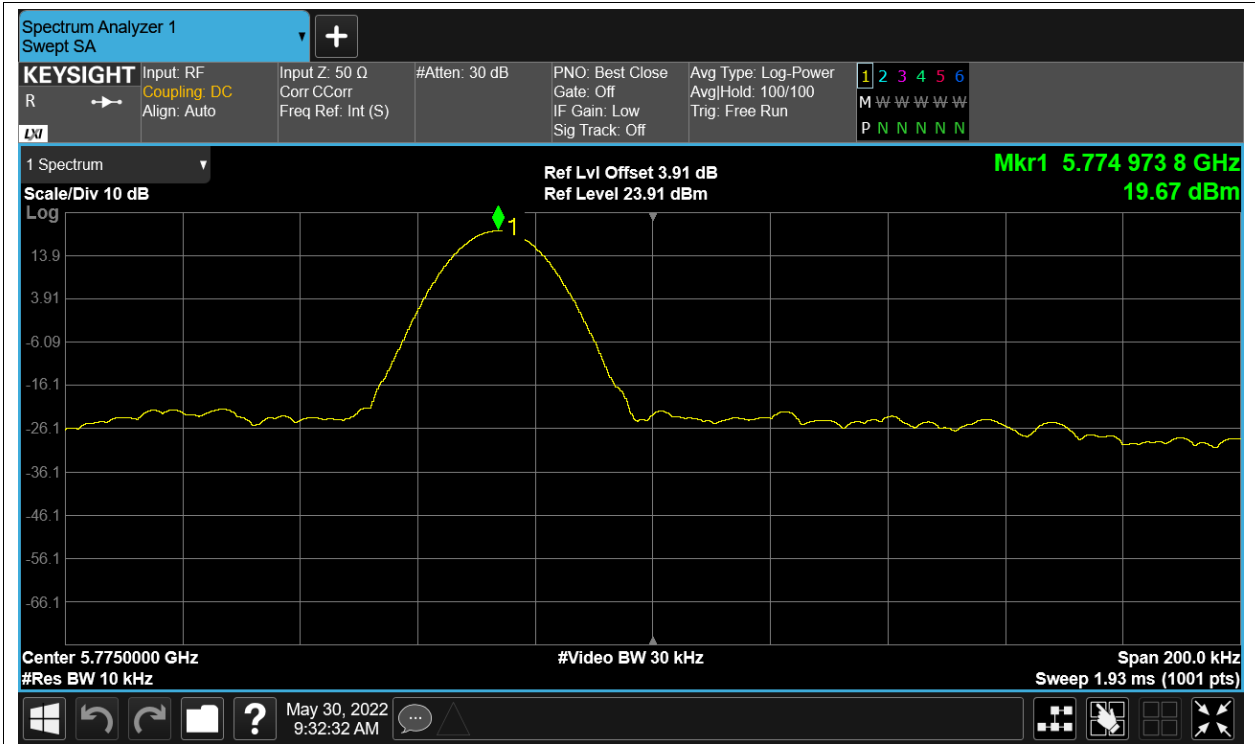 Spectrum Analyzer 1
Swept SA
KEYSIGHT
R
LXI
Input: RF
Coupling: DC
Align: Auto
Input Z: 50 Ω
Corr CCorr
Freq Ref: Int (S)
#Atten: 30 dB
PNO: Best Close
Gate: Off
IF Gain: Low
Sig Track: Off
Avg Type: Log-Power
Avg|Hold: 100/100
Trig: Free Run
1 2 3 4 5 6
M W W W W W W
P N N N N N
1 Spectrum
Scale/Div 10 dB
Ref Lvl Offset 3.91 dB
Ref Level 23.91 dBm
Mkr1 5.774 973 8 GHz
19.67 dBm
Log
1
13.9
3.91
-6.09
-16.1
-26.1
-36.1
-46.1
-56.1
-66.1
Center 5.7750000 GHz
#Video BW 30 kHz
Span 200.0 kHz
#Res BW 10 kHz
Sweep 1.93 ms (1001 pts)
?
May 30, 2022
9:32:32 AM